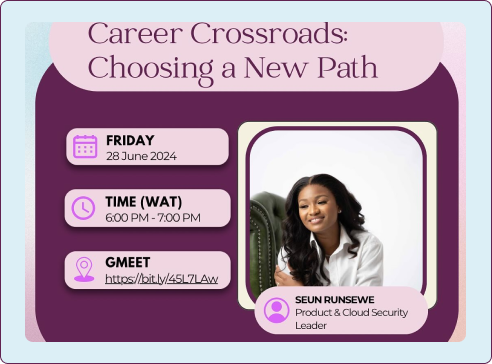 Career Crossroads:
Choosing a New Path
FRIDAY
28 June 2024
TIME (WAT)
6:00 PM - 7:00 PM
GMEET
https://bit.ly/45L7LAw
SEUN RUNSEWE
Product & Cloud Security
Leader